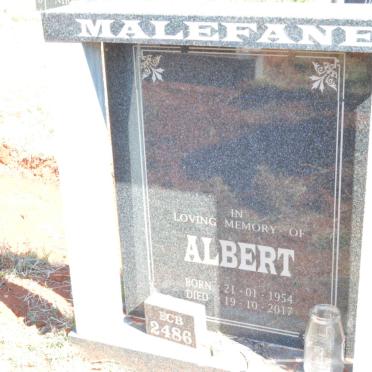 MALEFANE
IN
LOVING MEMORY OF
ALBERT
BORN : 21 - 01 - 1954
DIED : 19 - 10 - 2017
ECB
2486